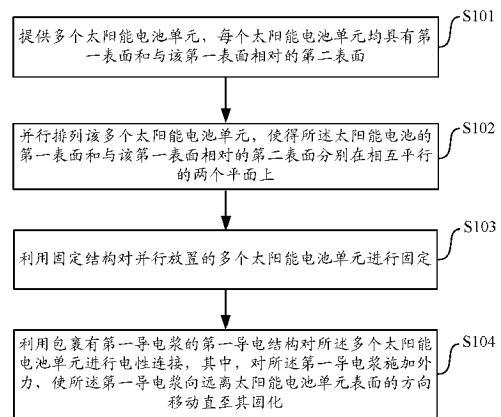 S101
提供多个太阳能电池单元，每个太阳能电池单元均具有第
一表面和与该第一表面相对的第二表面
S102
并行排列该多个太阳能电池单元，使得所述太阳能电池的
第一表面和与该第一表面相对的第二表面分别在相互平行
的两个平面上
S103
利用固定结构对并行放置的多个太阳能电池单元进行固定
S104
利用包裹有第一导电浆的第一导电结构对所述多个太阳能
电池单元进行电性连接，其中，对所述第一导电浆施加外
力、使所述第一导电浆向远离太阳能电池单元表面的方向
移动直至其固化